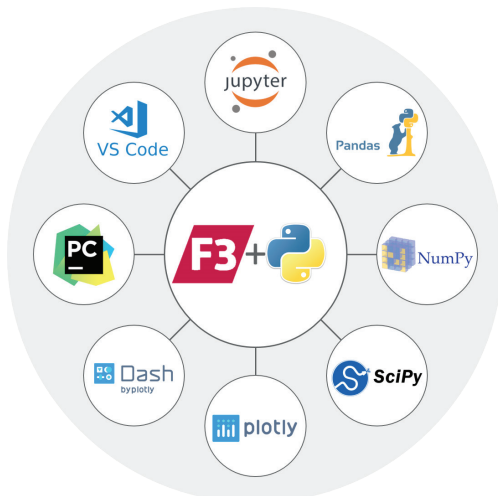 Jupyter
VS Code
Pandas
PC
F3+
NumPy
Dash
by plotly
SciPy
plotly